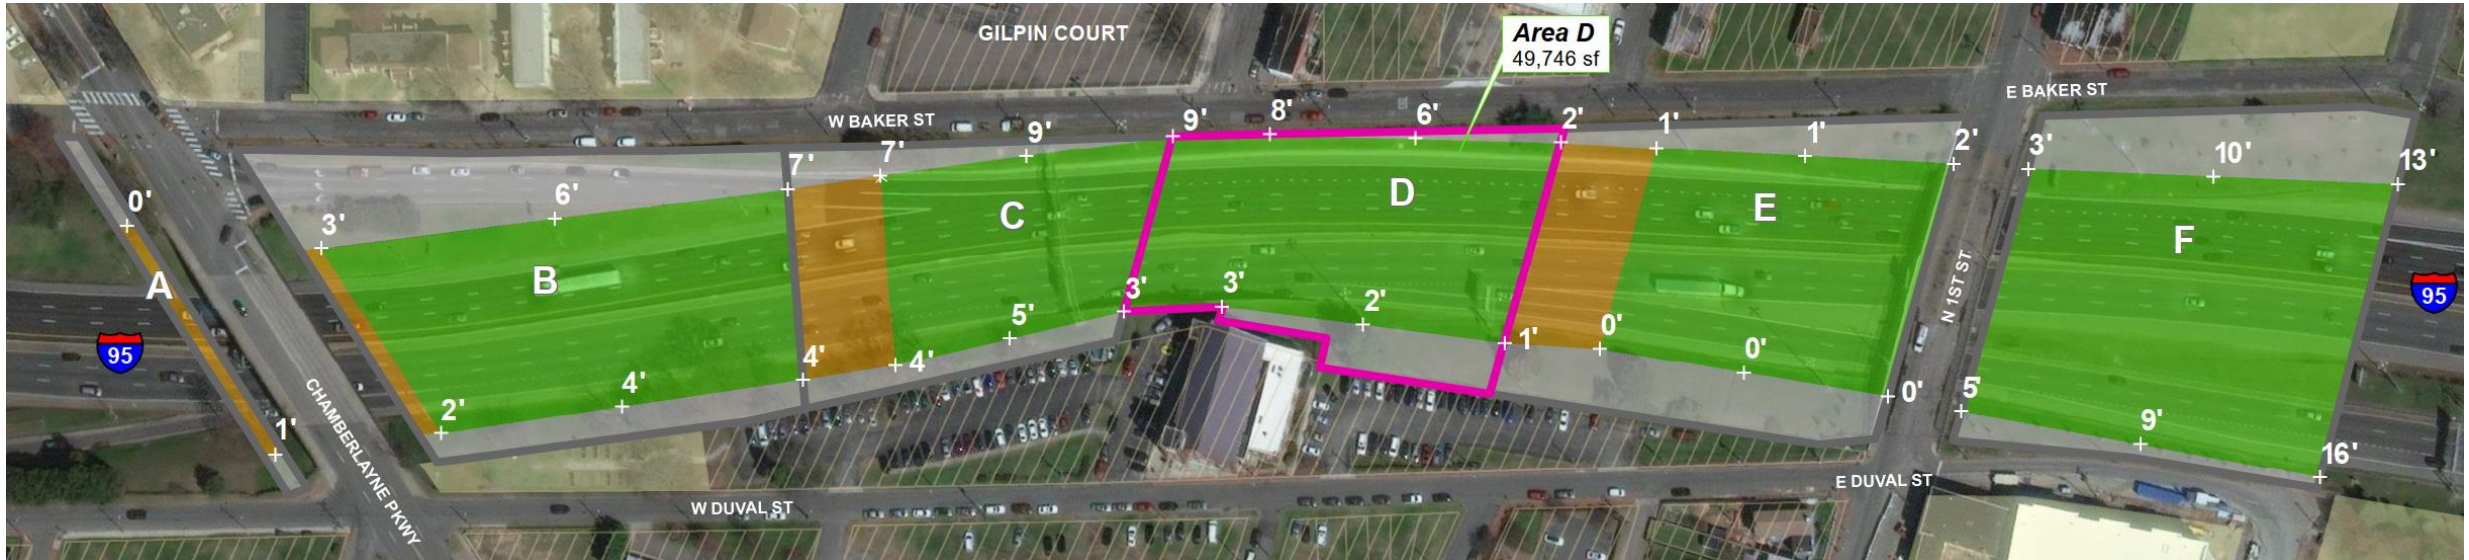 GILPIN COURT
Area D
49,746 sf
E BAKER ST
W BAKER ST
9'
8'
6'
2'
1'
1'
2'
3'
10'
13'
9'
7'
7'
6'
3'
0'
A
B
C
D
E
F
95
95
N 1ST ST
3'
3'
2'
1'
0'
0'
0'
5'
9'
16'
5'
4'
4'
4'
2'
1'
CHAMBERLAYNE PKWY
W DUVAL ST
E DUVAL ST